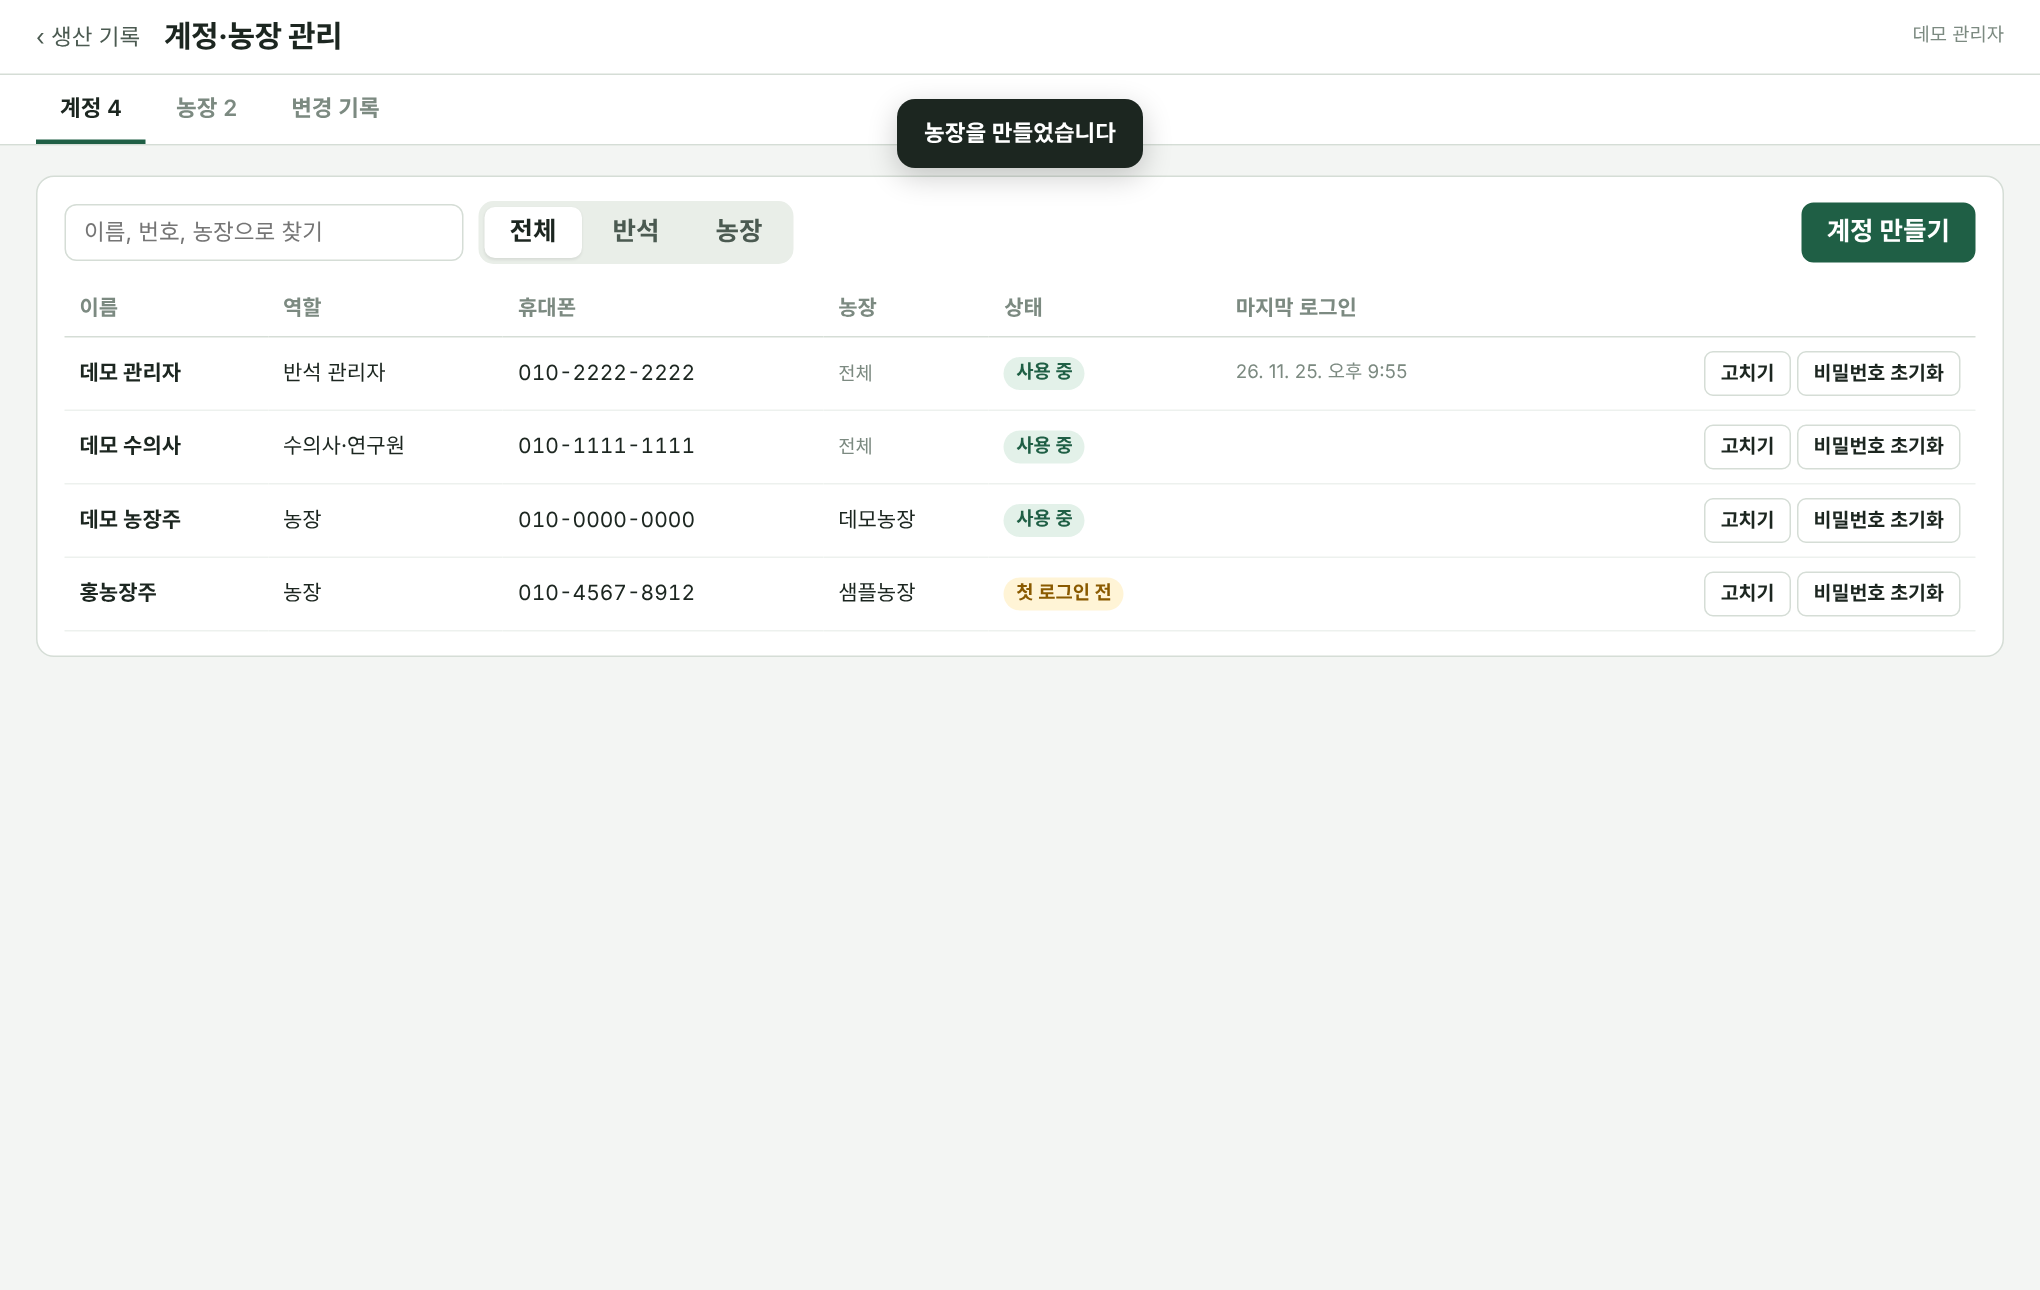 ‹ 생산 기록 계정·농장 관리 데모 관리자
계정 4 농장 2 변경 기록
농장을 만들었습니다
이름, 번호, 농장으로 찾기 전체 반석 농장 계정 만들기
이름 역할 휴대폰 농장 상태 마지막 로그인
데모 관리자 반석 관리자 010-2222-2222 전체 사용 중 26. 11. 25. 오후 9:55 고치기 비밀번호 초기화
데모 수의사 수의사·연구원 010-1111-1111 전체 사용 중 고치기 비밀번호 초기화
데모 농장주 농장 010-0000-0000 데모농장 사용 중 고치기 비밀번호 초기화
홍농장주 농장 010-4567-8912 샘플농장 첫 로그인 전 고치기 비밀번호 초기화